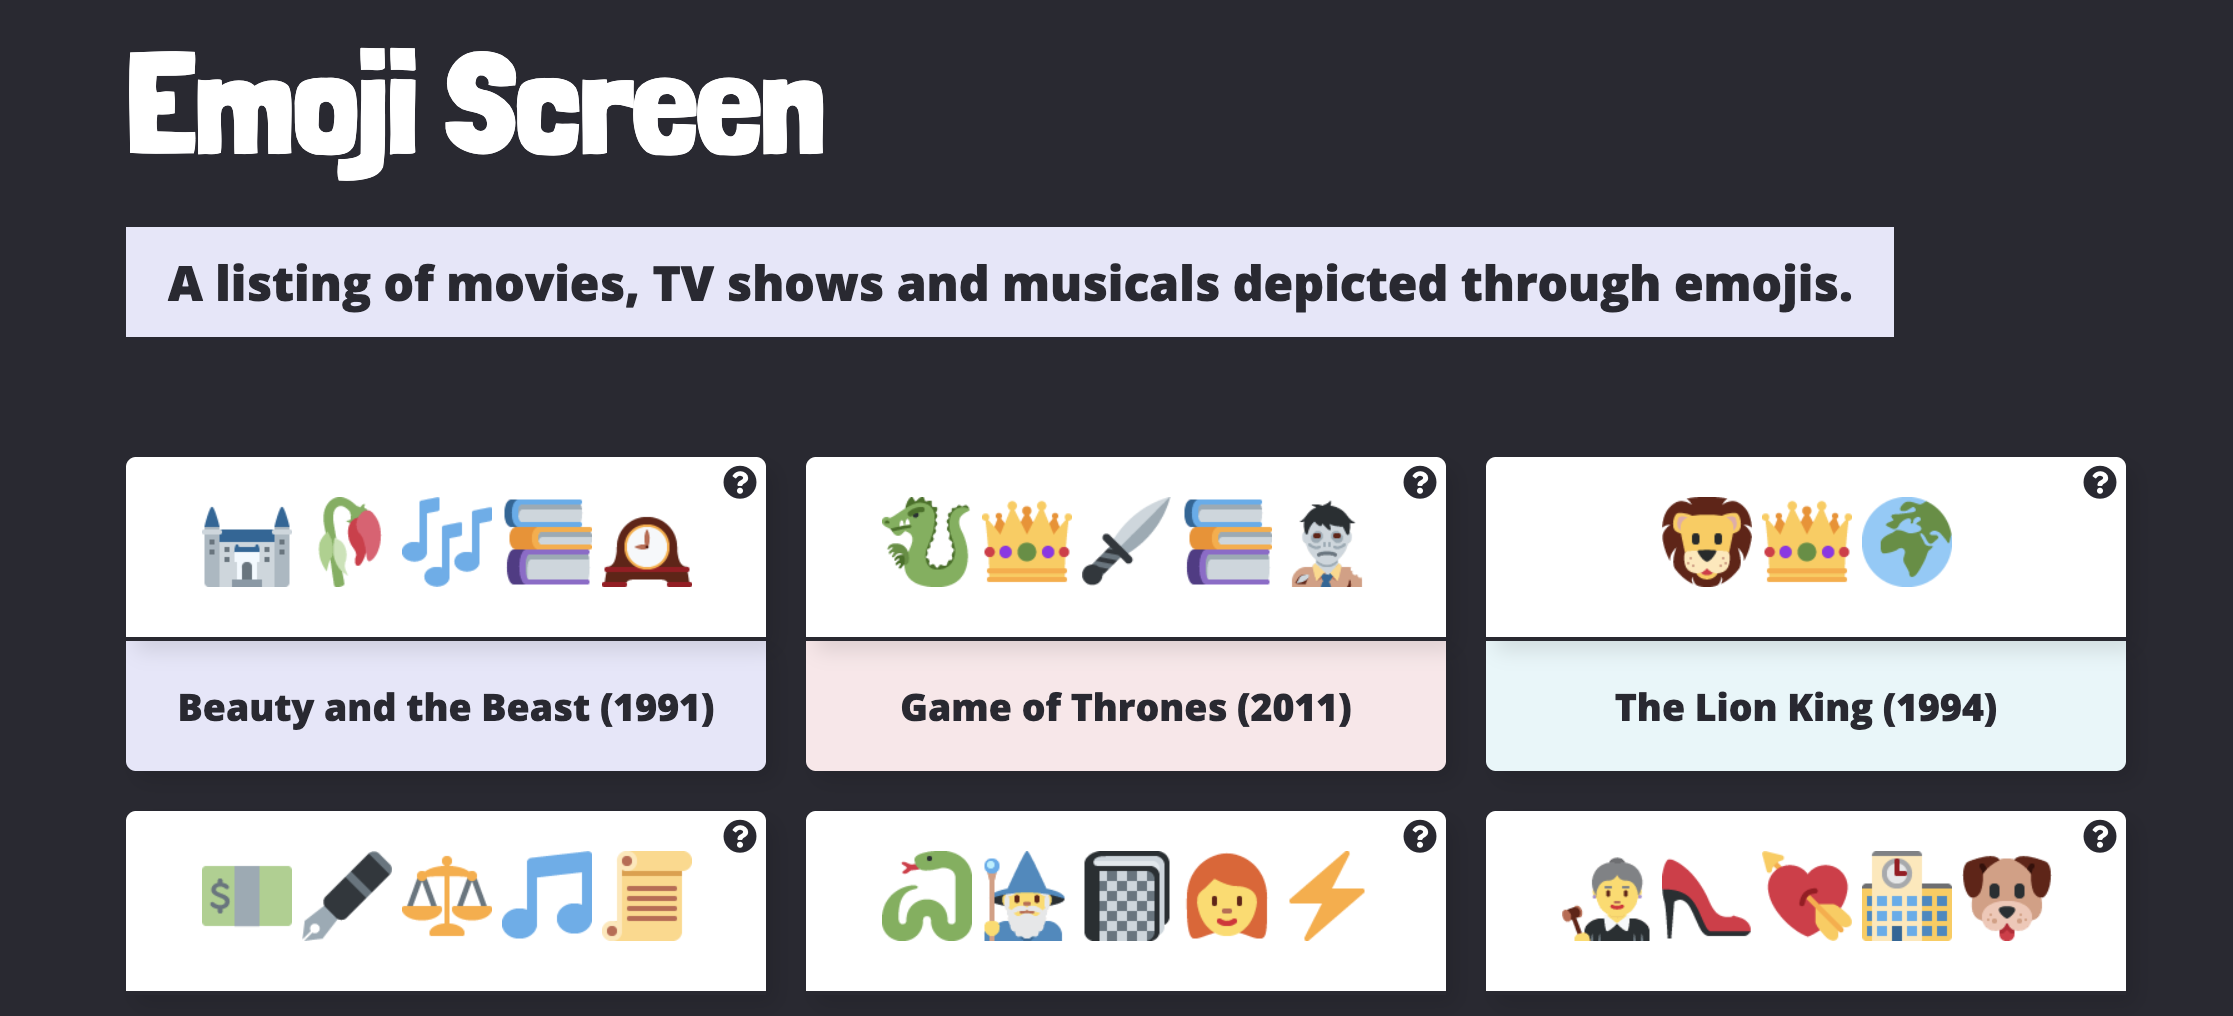 Emoji Screen
A listing of movies, TV shows and musicals depicted through emojis.
?
?
?
$
Beauty and the Beast (1991)
Game of Thrones (2011)
The Lion King (1994)
?
?
?